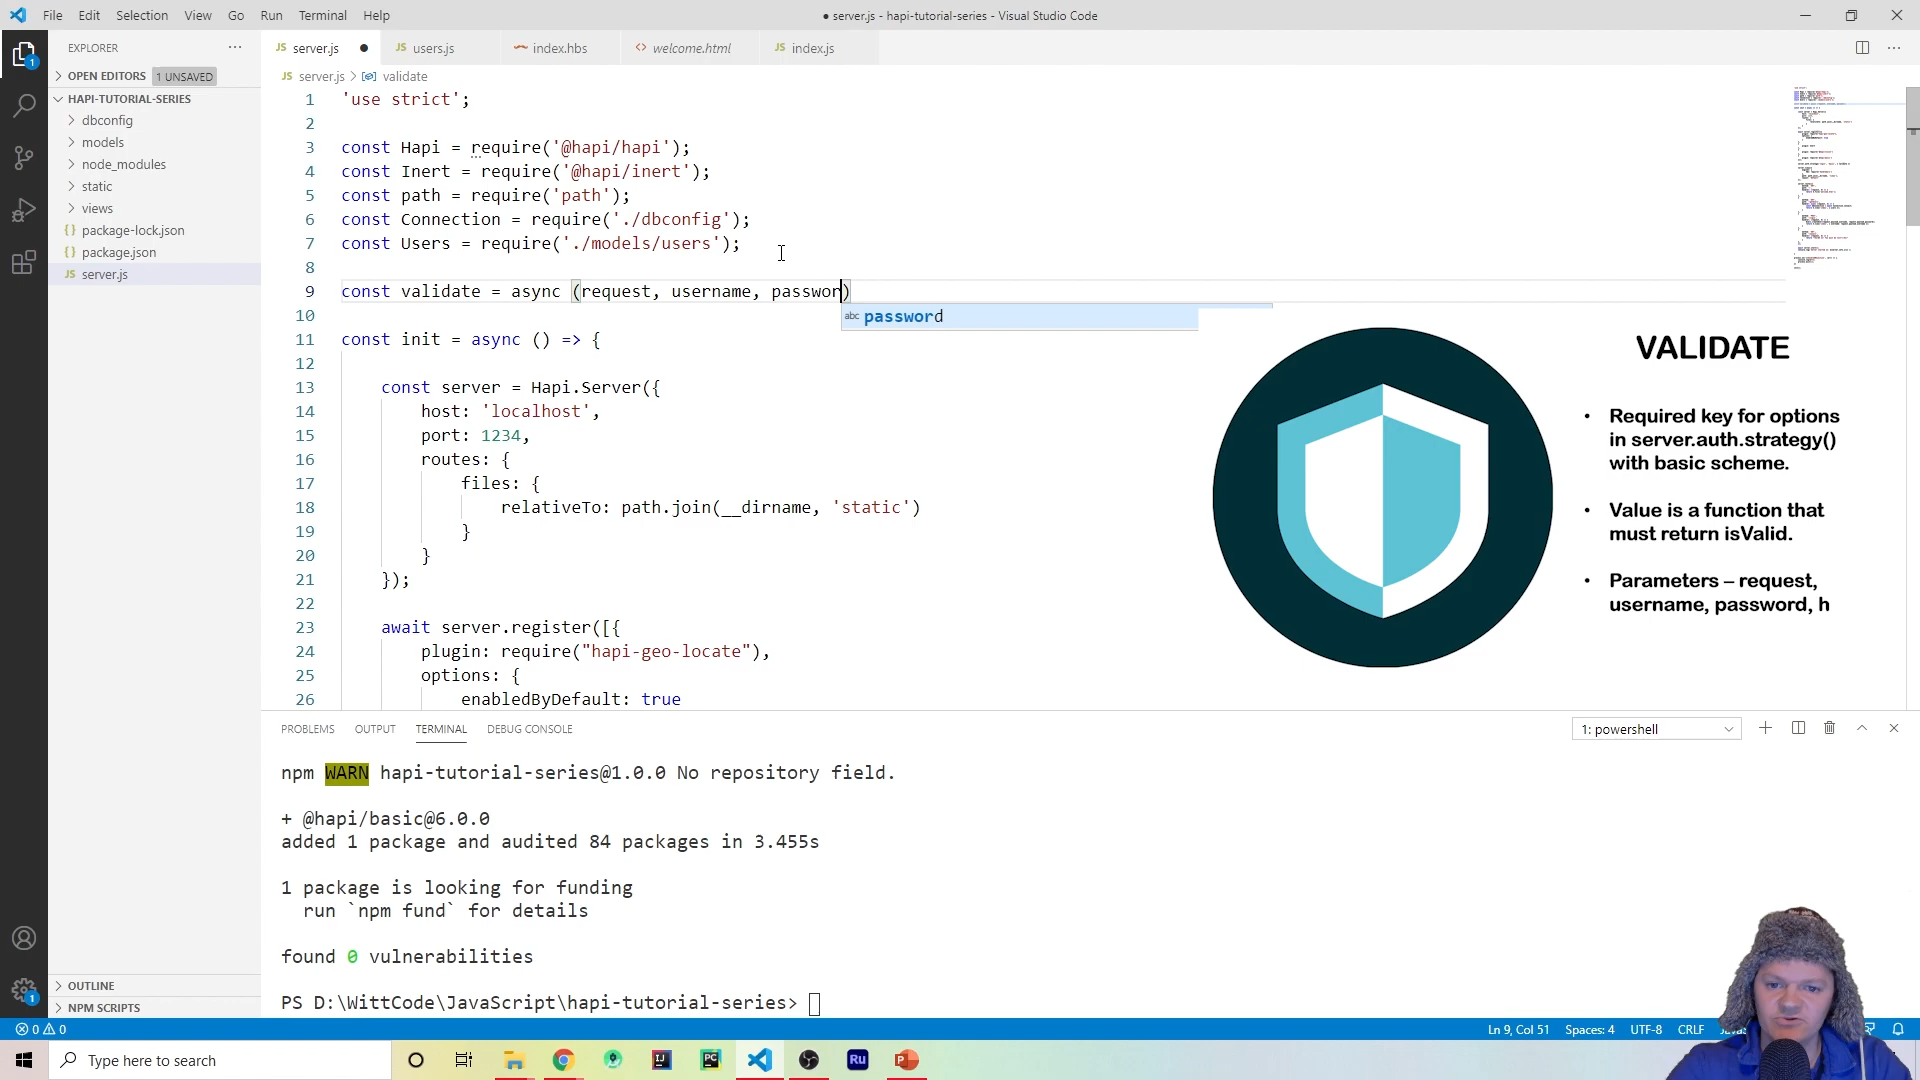 File Edit Selection View Go Run Terminal Help
● server.js - hapi-tutorial-series - Visual Studio Code
EXPLORER
OPEN EDITORS 1 UNSAVED
HAPI-TUTORIAL-SERIES
dbconfig
models
node_modules
static
views
{} package-lock.json
{} package.json
JS server.js
OUTLINE
NPM SCRIPTS
JS server.js ● JS users.js index.hbs <> welcome.html JS index.js
JS server.js > validate
1 'use strict';
2
3 const Hapi = require('@hapi/hapi');
4 const Inert = require('@hapi/inert');
5 const path = require('path');
6 const Connection = require('./dbconfig');
7 const Users = require('./models/users');
8
9 const validate = async (request, username, passwor)
abc password
10
11 const init = async () => {
12
13 const server = Hapi.Server({
14 host: 'localhost',
15 port: 1234,
16 routes: {
17 files: {
18 relativeTo: path.join(__dirname, 'static')
19 }
20 }
21 });
22
23 await server.register([{
24 plugin: require("hapi-geo-locate"),
25 options: {
26 enabledByDefault: true
VALIDATE
• Required key for options
in server.auth.strategy()
with basic scheme.
• Value is a function that
must return isValid.
• Parameters – request,
username, password, h
PROBLEMS OUTPUT TERMINAL DEBUG CONSOLE
1: powershell
npm WARN hapi-tutorial-series@1.0.0 No repository field.
+ @hapi/basic@6.0.0
added 1 package and audited 84 packages in 3.455s
1 package is looking for funding
run `npm fund` for details
found 0 vulnerabilities
PS D:\WittCode\JavaScript\hapi-tutorial-series>
0 0
Ln 9, Col 51 Spaces: 4 UTF-8 CRLF
Type here to search